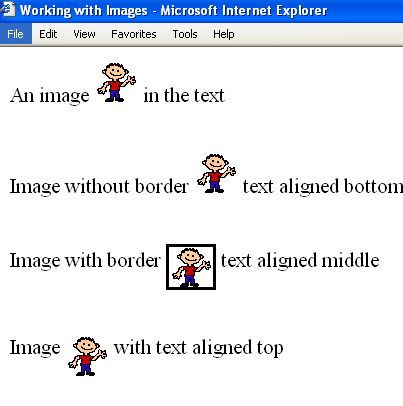 Working with Images - Microsoft Internet Explorer
File Edit View Favorites Tools Help
An image in the text
Image without border text aligned bottom
Image with border text aligned middle
Image with text aligned top